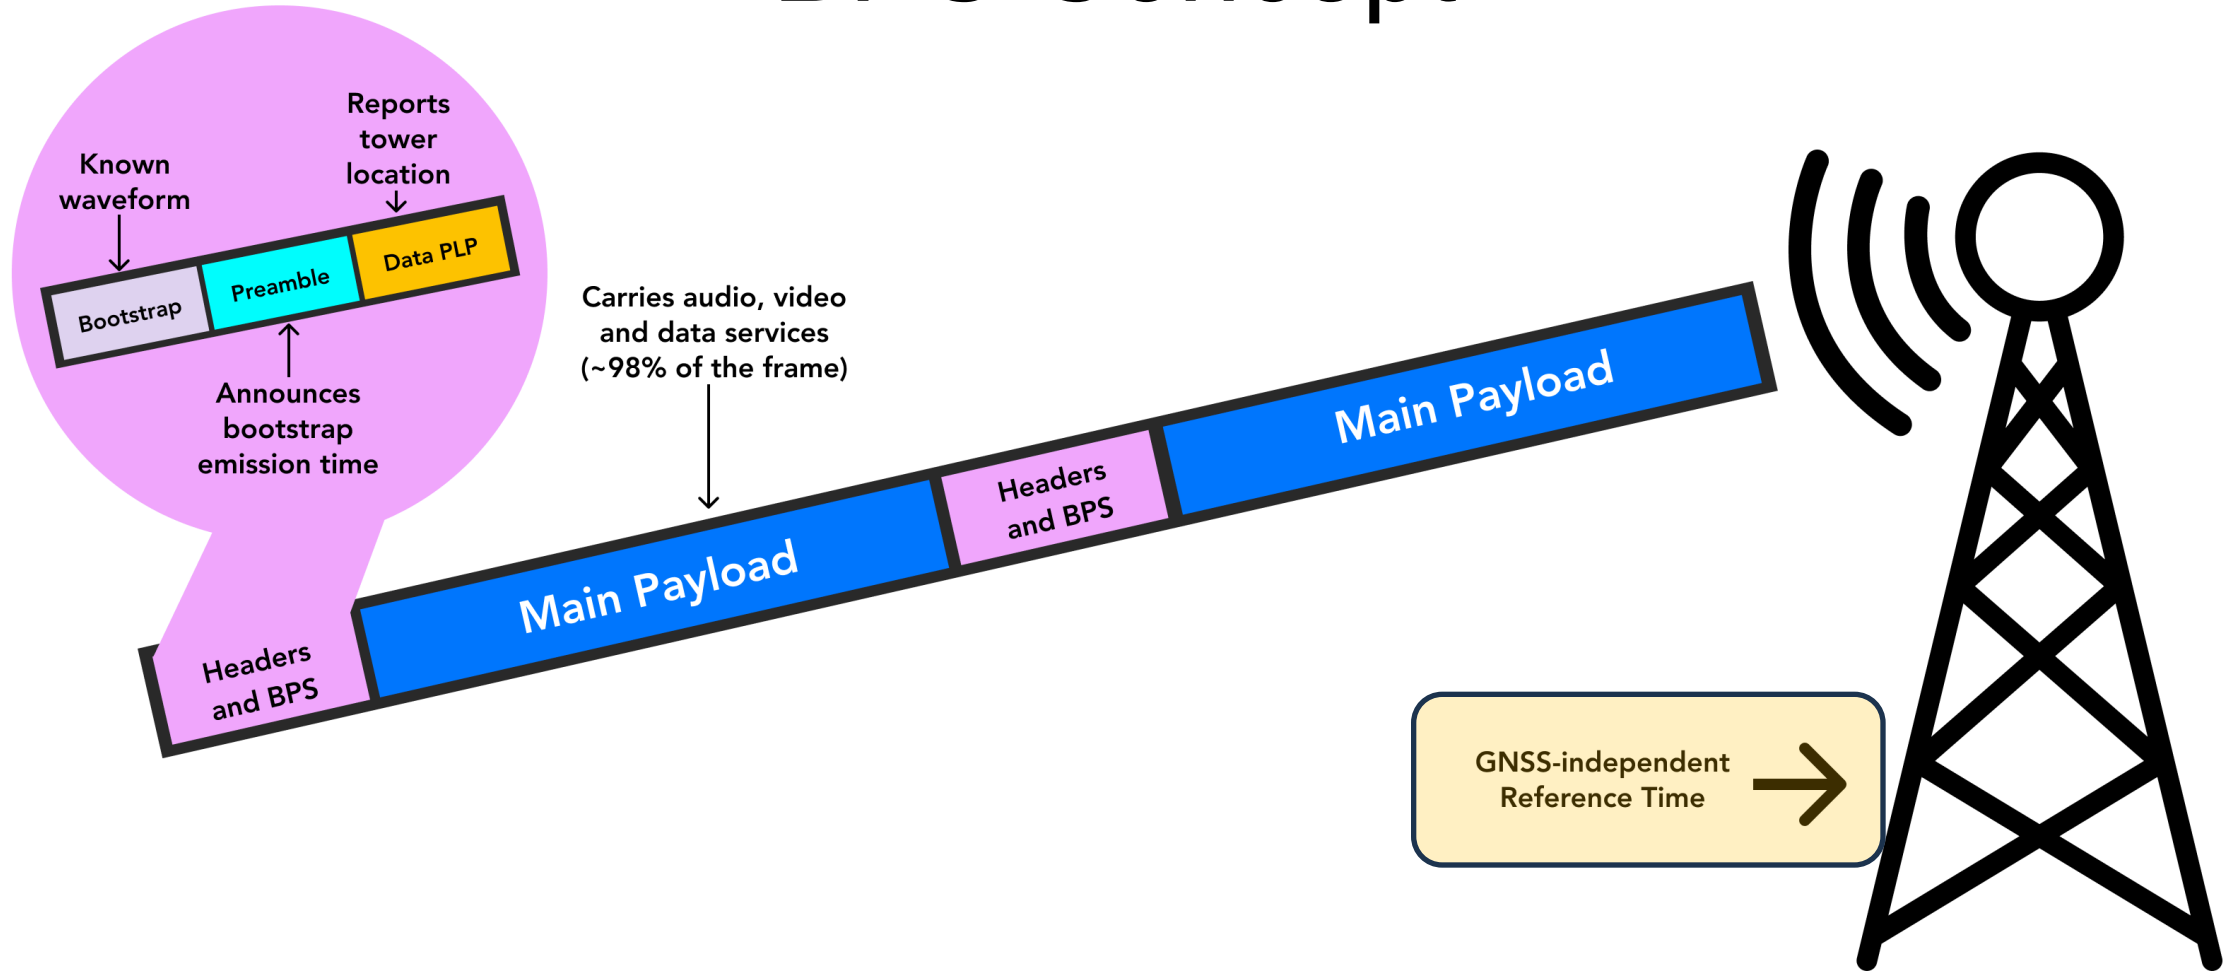 Reports
tower
location
Known
waveform
Bootstrap
Preamble
Data PLP
Announces
bootstrap
emission time
Carries audio, video
and data services
(~98% of the frame)
Headers
and BPS
Main Payload
Headers
and BPS
Main Payload
GNSS-independent
Reference Time